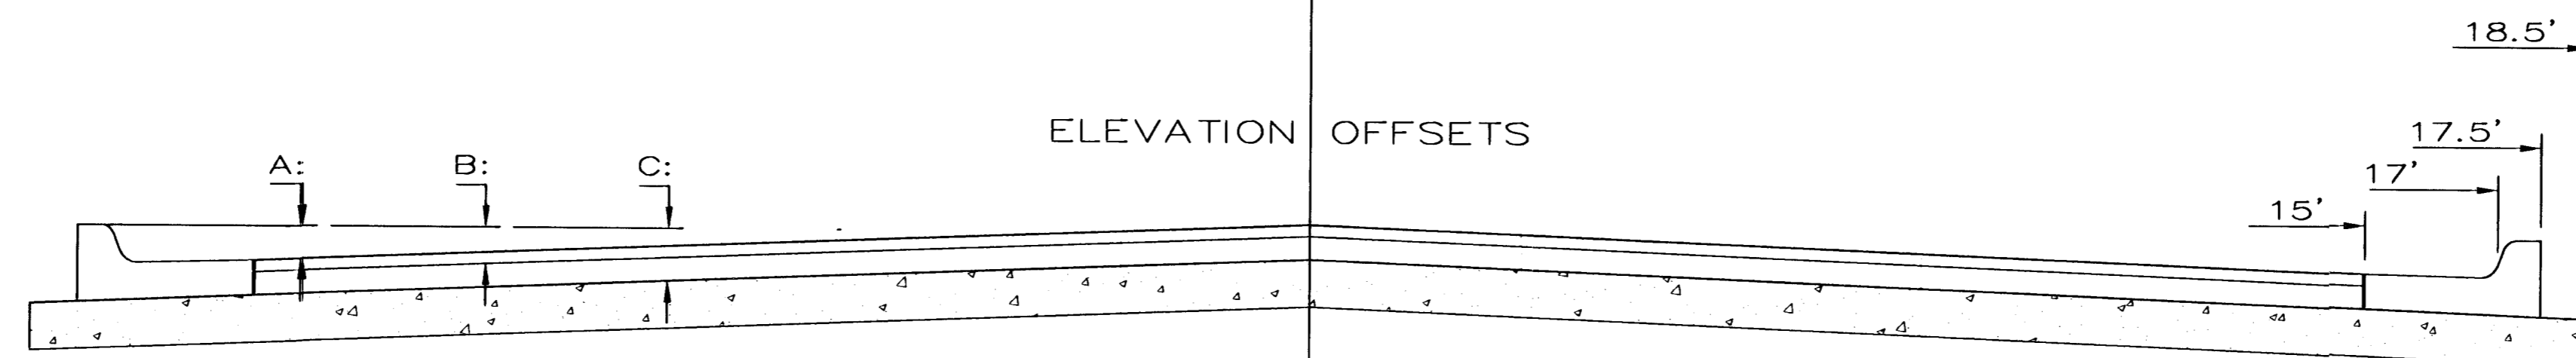 18.5’
ELEVATION OFFSETS
17.5’
A: B: C:
17’
15’